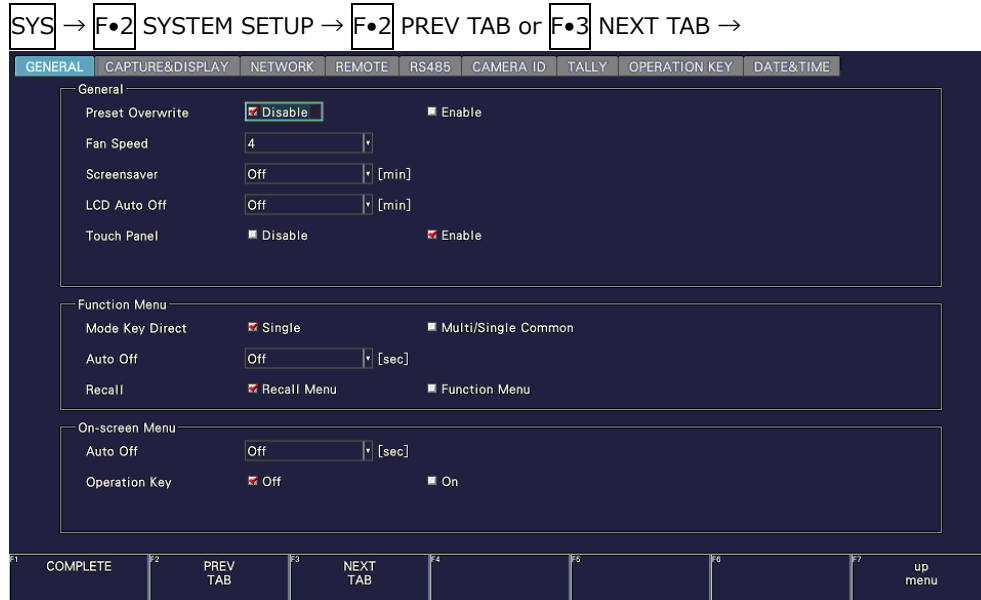 SYS → F•2 SYSTEM SETUP → F•2 PREV TAB or F•3 NEXT TAB →
GENERAL CAPTURE&DISPLAY NETWORK REMOTE RS485 CAMERA ID TALLY OPERATION KEY DATE&TIME
General
Preset Overwrite Disable Enable
Fan Speed 4
Screensaver Off [min]
LCD Auto Off Off [min]
Touch Panel Disable Enable
Function Menu
Mode Key Direct Single Multi/Single Common
Auto Off Off [sec]
Recall Recall Menu Function Menu
On-screen Menu
Auto Off Off [sec]
Operation Key Off On
F1 COMPLETE F2 PREV F3 NEXT F4 F5 F6 F7 up
TAB TAB menu